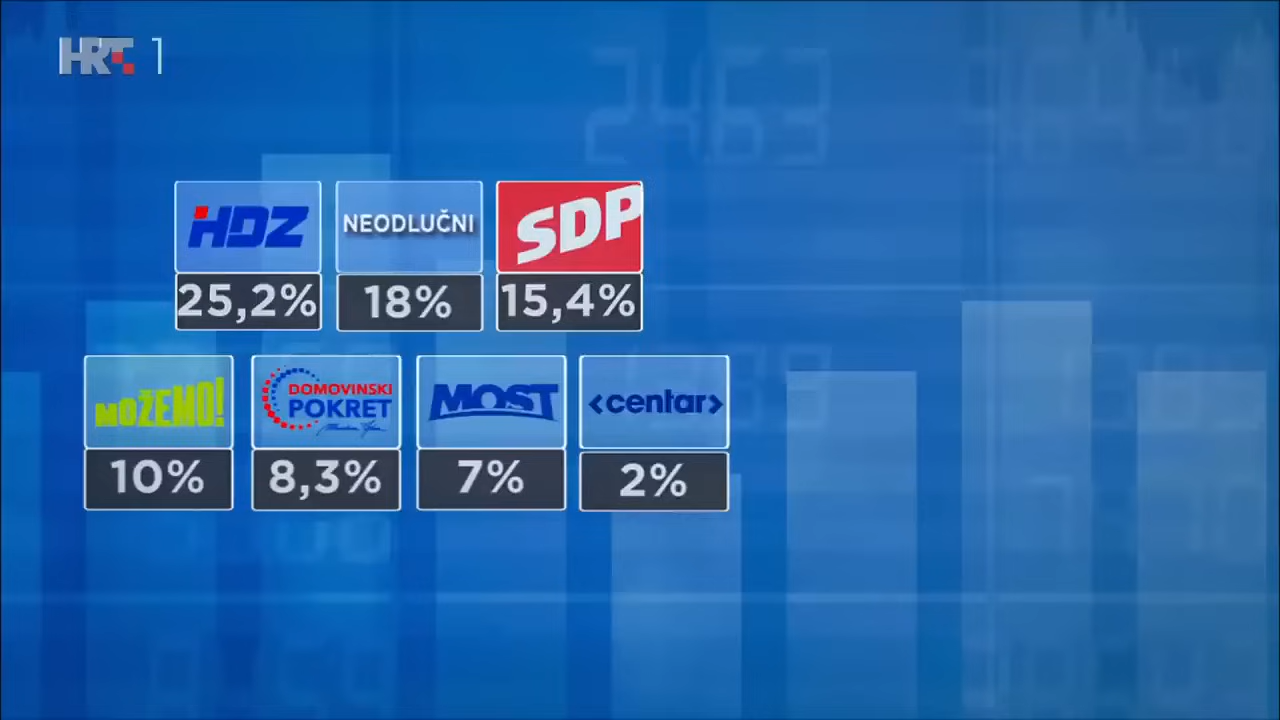 HRT 1
HDZ
NEODLUČNI
SDP
25,2%
18%
15,4%
MOŽEMO!
DOMOVINSKI
POKRET
MOST
<centar>
10%
8,3%
7%
2%
2463